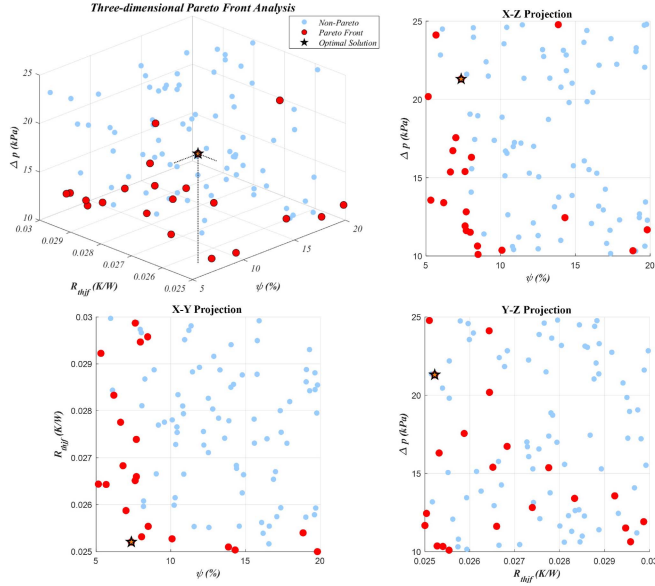 Three-dimensional Pareto Front Analysis
Non-Pareto
Pareto Front
Optimal Solution
25
20
15
10
Δ p (kPa)
0.03
0.029
0.028
0.027
0.026
0.025
R_thjf (K/W)
5
10
15
20
ψ (%)
X-Z Projection
25
20
15
10
Δ p (kPa)
5
10
15
20
ψ (%)
X-Y Projection
0.03
0.029
0.028
0.027
0.026
0.025
R_thjf (K/W)
5
10
15
20
ψ (%)
Y-Z Projection
25
20
15
10
Δ p (kPa)
0.025
0.026
0.027
0.028
0.029
0.03
R_thjf (K/W)